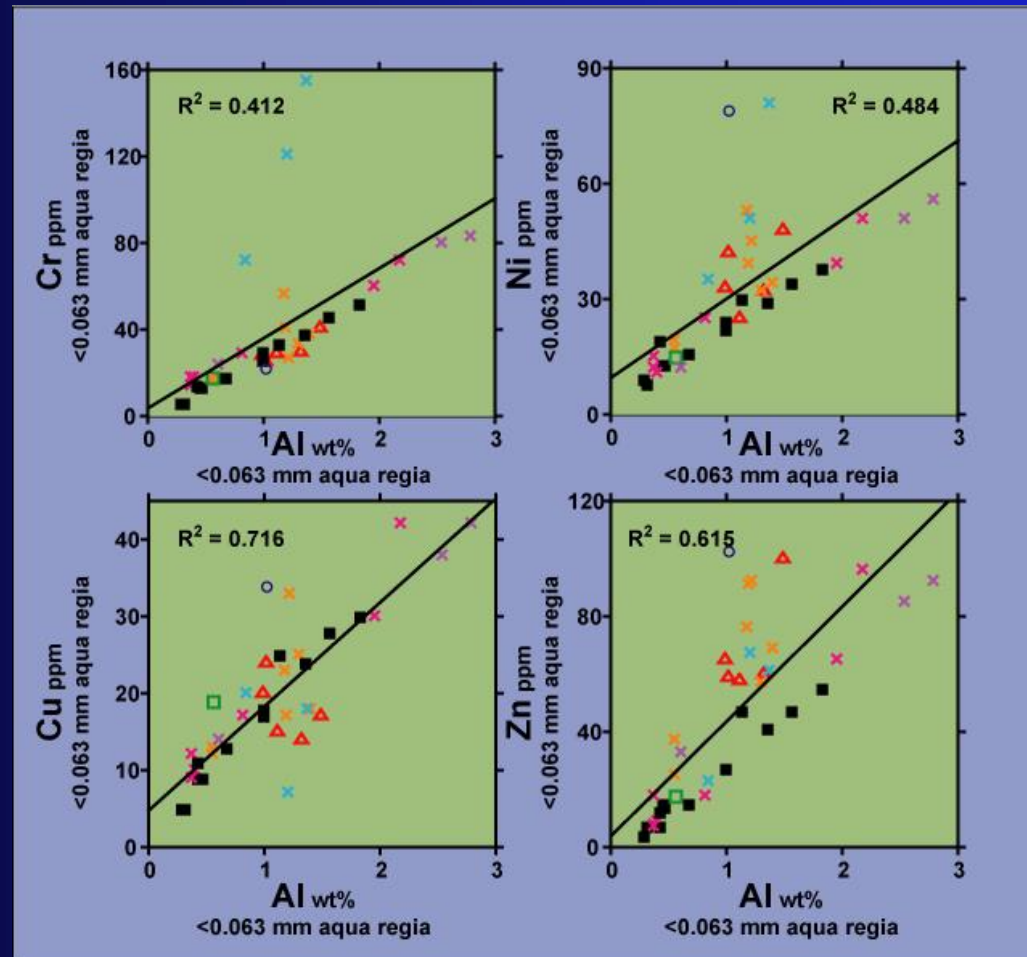 160
120
80
40
0
Cr ppm
<0.063 mm aqua regia
R² = 0.412
0 1 2 3
Al wt%
<0.063 mm aqua regia
90
60
30
0
Ni ppm
<0.063 mm aqua regia
R² = 0.484
0 1 2 3
Al wt%
<0.063 mm aqua regia
40
30
20
10
0
Cu ppm
<0.063 mm aqua regia
R² = 0.716
0 1 2 3
Al wt%
<0.063 mm aqua regia
120
80
40
0
Zn ppm
<0.063 mm aqua regia
R² = 0.615
0 1 2 3
Al wt%
<0.063 mm aqua regia